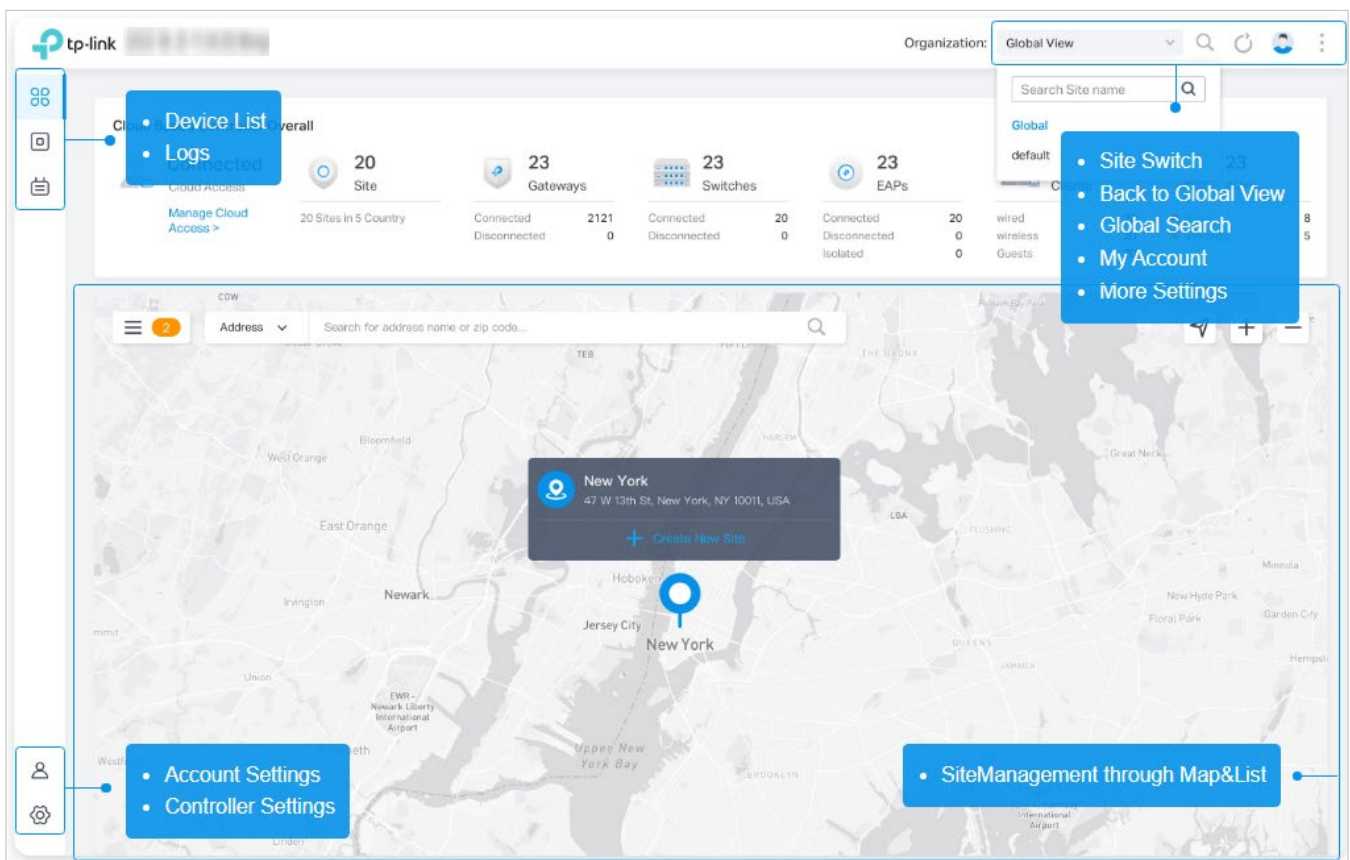 tp-link
Organization: Global View
Search Site name
Global
default
Overall
Device List
Logs
Connected
Cloud Access
Manage Cloud
Access >
20
Site
20 Sites in 5 Country
23
Gateways
Connected 2121
Disconnected 0
23
Switches
Connected 20
Disconnected 0
23
EAPs
Connected 20
Disconnected 0
Isolated 0
23
wired
wireless
Guests
8
5
Site Switch
Back to Global View
Global Search
My Account
More Settings
2
Address
Search for address name or zip code...
CDW
TEB
THE BRONX
Bloomfield
HARLEM
West Orange
Great Neck
New York
47 W 13th St, New York, NY 10011, USA
Create New Site
East Orange
LGA
FLUSHING
Hoboken
Mineola
Irvington
Newark
New Hyde Park
Jersey City
Floral Park
Garden City
New York
QUEENS
JAMAICA
Union
EWR -
Newark Liberty
International
Airport
Upper New
York Bay
BROOKLYN
Account Settings
Controller Settings
SiteManagement through Map&List
International
Airport
Linden